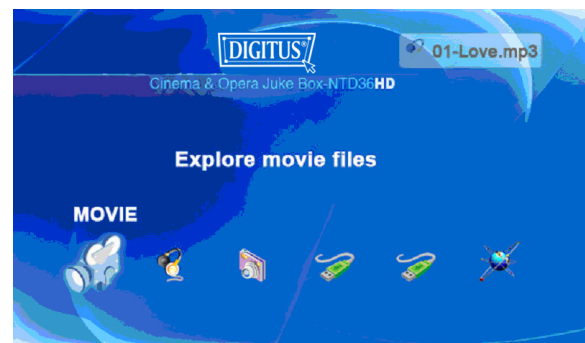 DIGITUS®
01-Love.mp3
Cinema & Opera Juke Box-NTD36HD
Explore movie files
MOVIE